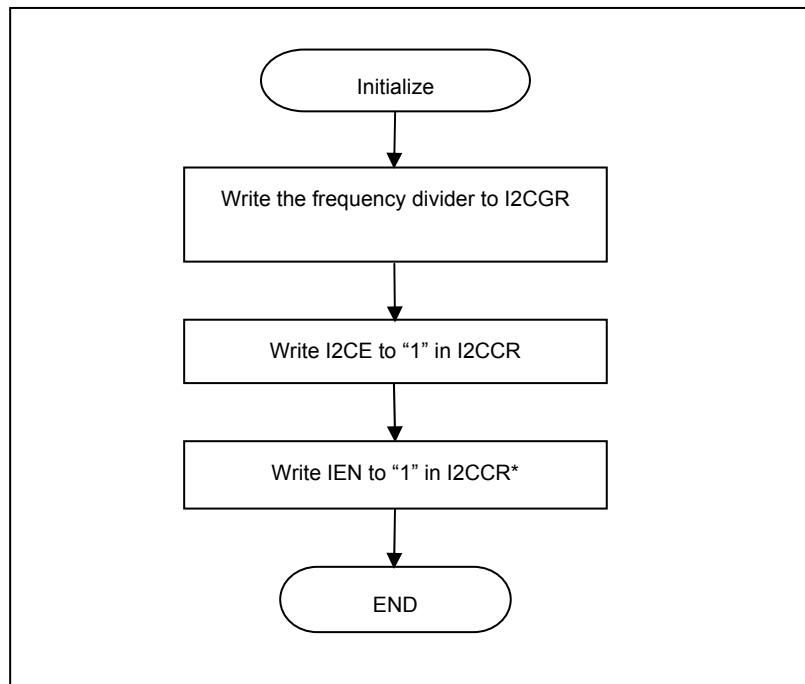 Initialize
Write the frequency divider to I2CGR
Write I2CE to “1” in I2CCR
Write IEN to “1” in I2CCR*
END